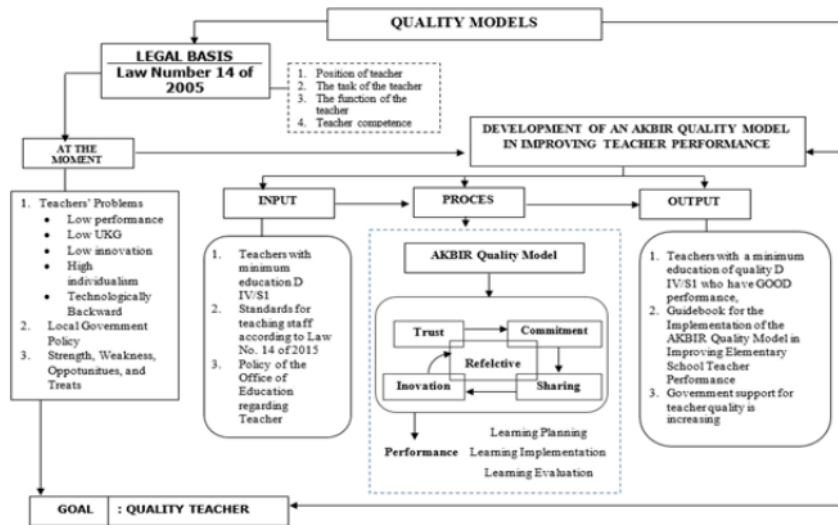 QUALITY MODELS
LEGAL BASIS
Law Number 14 of
2005
1. Position of teacher
2. The task of the teacher
3. The function of the
teacher
4. Teacher competence
AT THE
MOMENT
DEVELOPMENT OF AN AKBIR QUALITY MODEL
IN IMPROVING TEACHER PERFORMANCE
1. Teachers' Problems
• Low performance
• Low UKG
• Low innovation
• High
individualism
• Technologically
Backward
2. Local Government
Policy
3. Strength, Weakness,
Oppotunitues, and
Treats
INPUT
PROCES
OUTPUT
1. Teachers with
minimum
education D
IV/S1
2. Standards for
teaching staff
according to Law
No. 14 of 2015
3. Policy of the
Office of
Education
regarding
Teacher
AKBIR Quality Model
Trust
Commitment
Refelctive
Inovation
Sharing
Performance
Learning Planning
Learning Implementation
Learning Evaluation
1. Teachers with a minimum
education of quality D
IV/S1 who have GOOD
performance,
2. Guidebook for the
Implementation of the
AKBIR Quality Model in
Improving Elementary
School Teacher
Performance
3. Government support for
teacher quality is
increasing
GOAL : QUALITY TEACHER